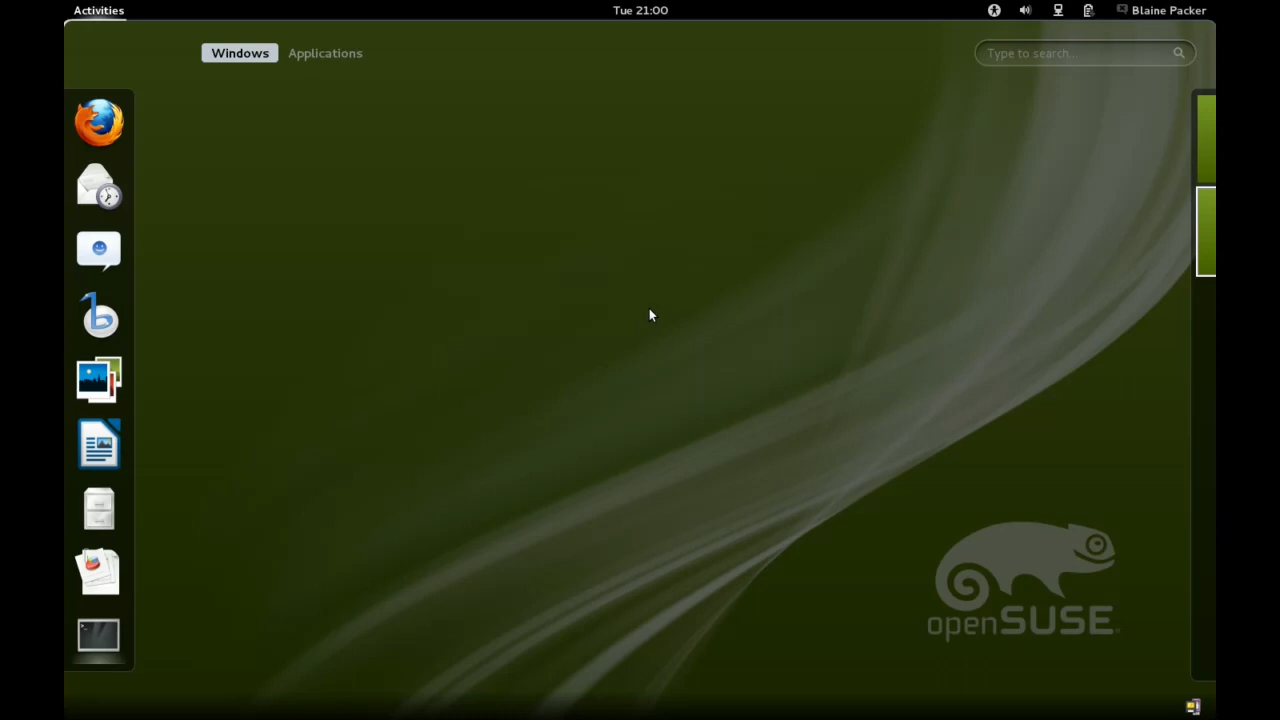 Activities
Tue 21:00
Blaine Packer
Windows
Applications
Type to search...
openSUSE